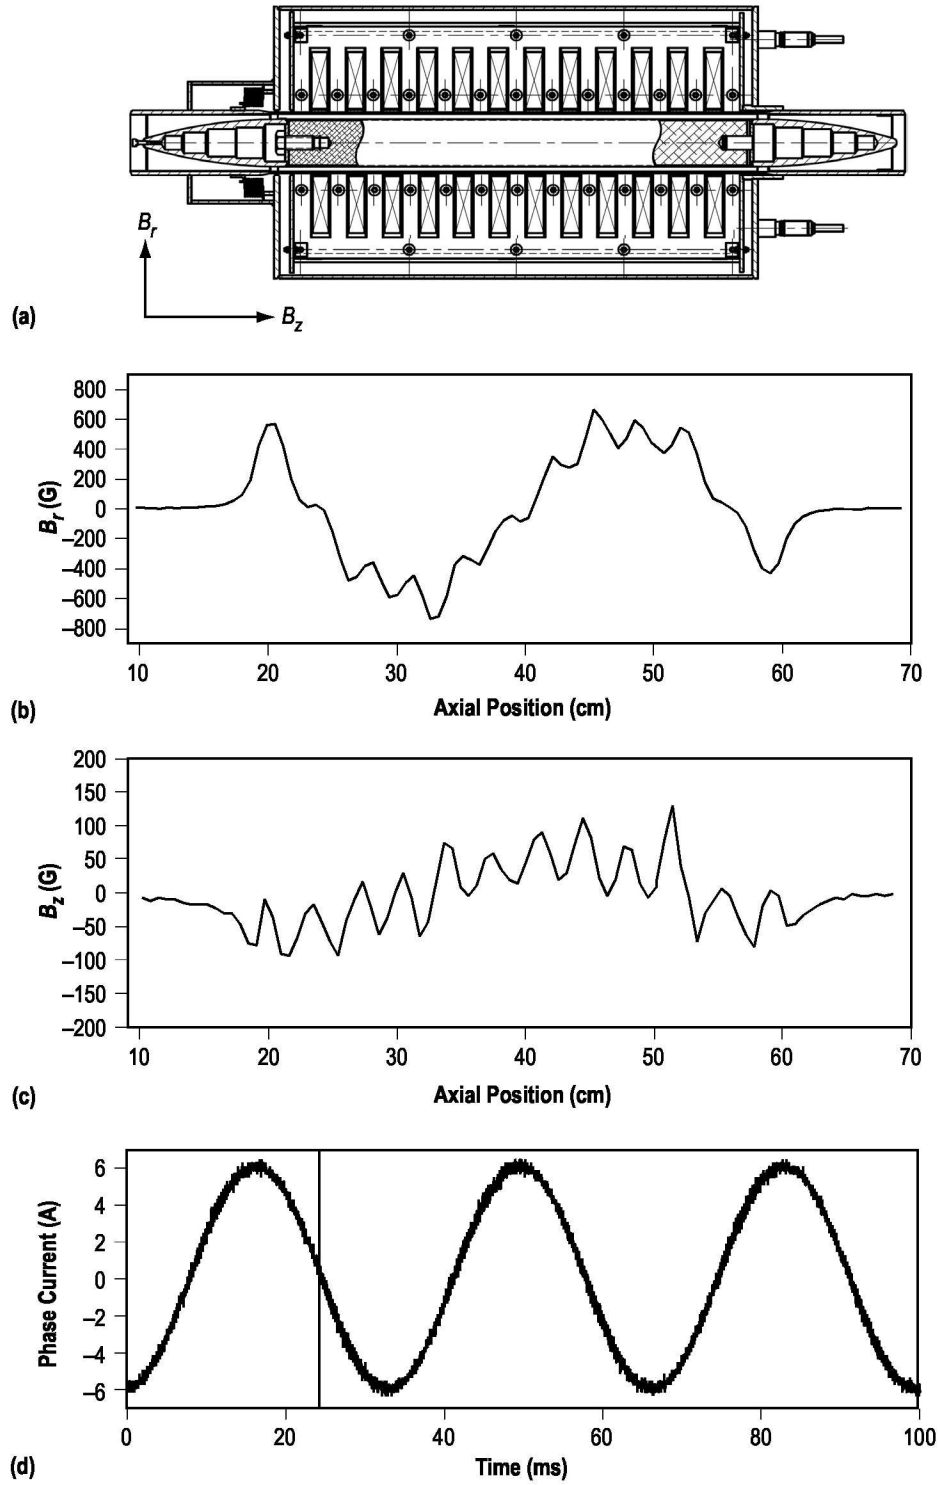 B_r
B_z
(a)
800
600
400
200
0
–200
–400
–600
–800
B_r (G)
10 20 30 40 50 60 70
Axial Position (cm)
(b)
200
150
100
50
0
–50
–100
–150
–200
B_z (G)
10 20 30 40 50 60 70
Axial Position (cm)
(c)
6
4
2
0
–2
–4
–6
Phase Current (A)
0 20 40 60 80 100
Time (ms)
(d)